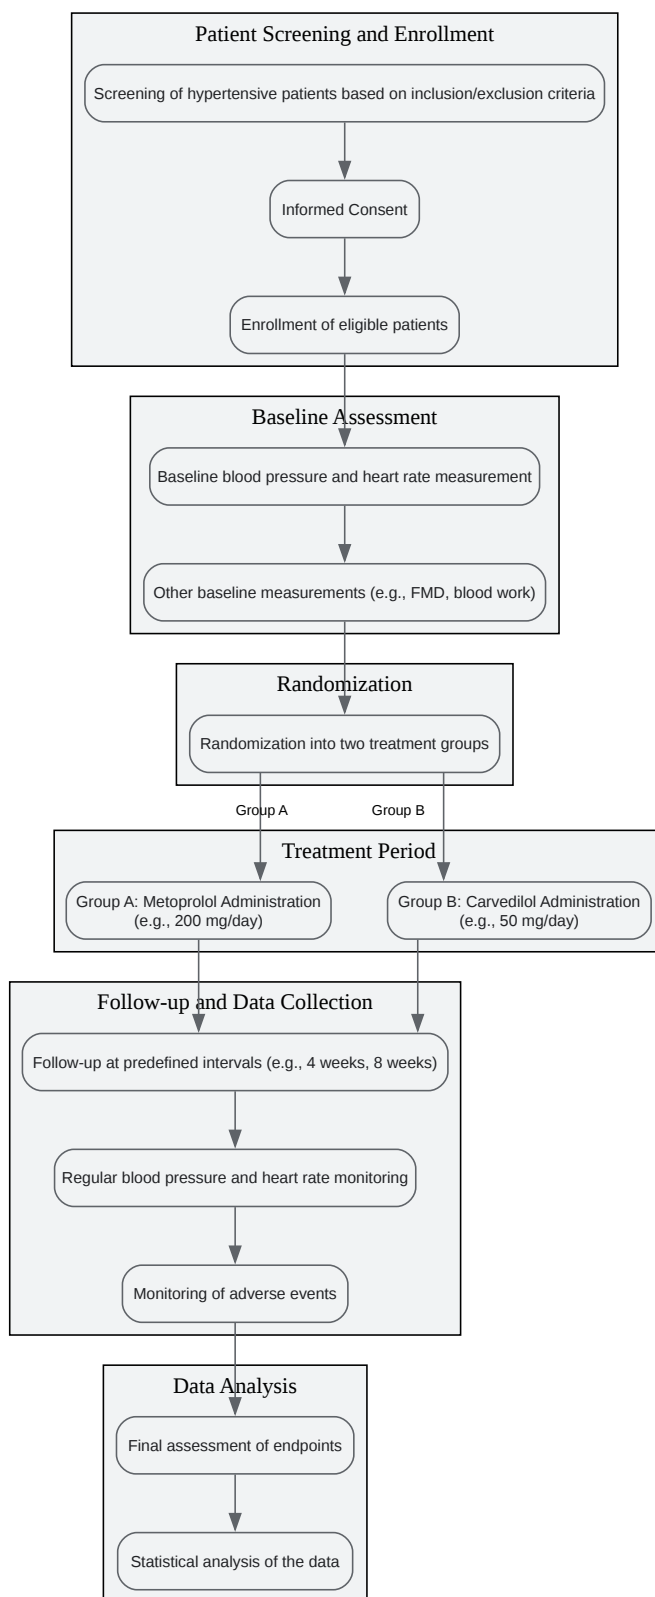 Patient Screening and Enrollment
Screening of hypertensive patients based on inclusion/exclusion criteria
Informed Consent
Enrollment of eligible patients
Baseline Assessment
Baseline blood pressure and heart rate measurement
Other baseline measurements (e.g., FMD, blood work)
Randomization
Randomization into two treatment groups
Group A
Group B
Treatment Period
Group A: Metoprolol Administration
(e.g., 200 mg/day)
Group B: Carvedilol Administration
(e.g., 50 mg/day)
Follow-up and Data Collection
Follow-up at predefined intervals (e.g., 4 weeks, 8 weeks)
Regular blood pressure and heart rate monitoring
Monitoring of adverse events
Data Analysis
Final assessment of endpoints
Statistical analysis of the data